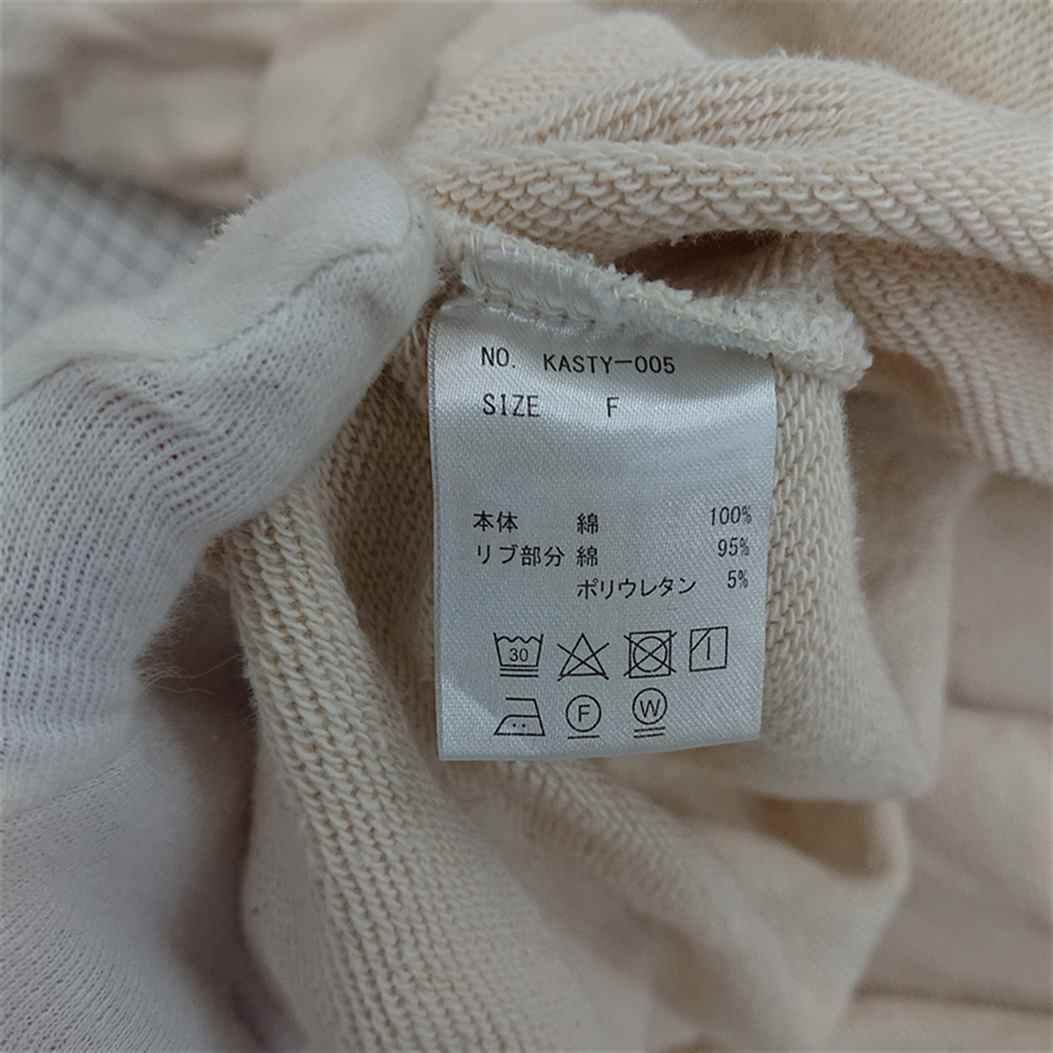 NO. KASTY-005
SIZE F
本体 綿 100%
リブ部分 綿 95%
ポリウレタン 5%
30
F W